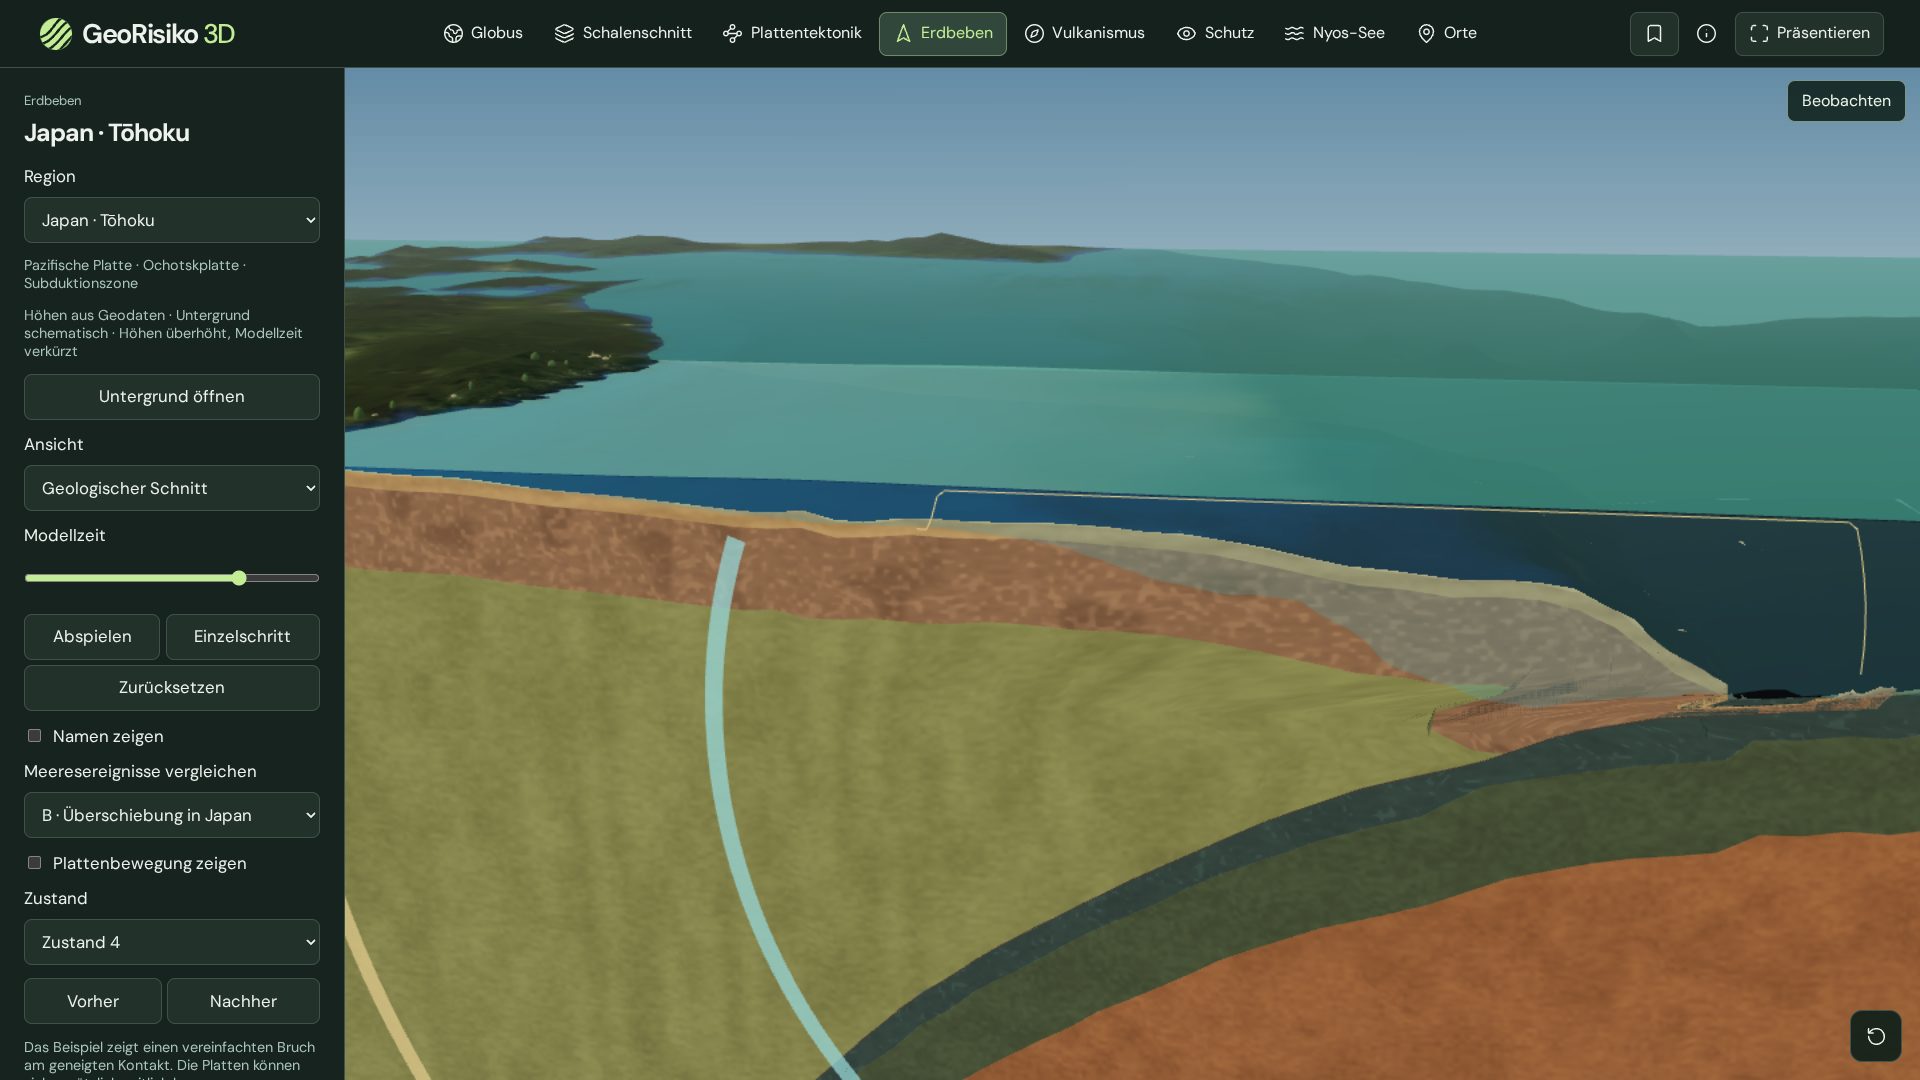 GeoRisiko 3D
Globus
Schalenschnitt
Plattentektonik
Erdbeben
Vulkanismus
Schutz
Nyos-See
Orte
Präsentieren
Erdbeben
Japan · Tōhoku
Region
Japan · Tōhoku
Pazifische Platte · Ochotskplatte ·
Subduktionszone
Höhen aus Geodaten · Untergrund
schematisch · Höhen überhöht, Modellzeit
verkürzt
Untergrund öffnen
Ansicht
Geologischer Schnitt
Modellzeit
Abspielen
Einzelschritt
Zurücksetzen
Namen zeigen
Meeresereignisse vergleichen
B · Überschiebung in Japan
Plattenbewegung zeigen
Zustand
Zustand 4
Vorher
Nachher
Das Beispiel zeigt einen vereinfachten Bruch
am geneigten Kontakt. Die Platten können
Beobachten